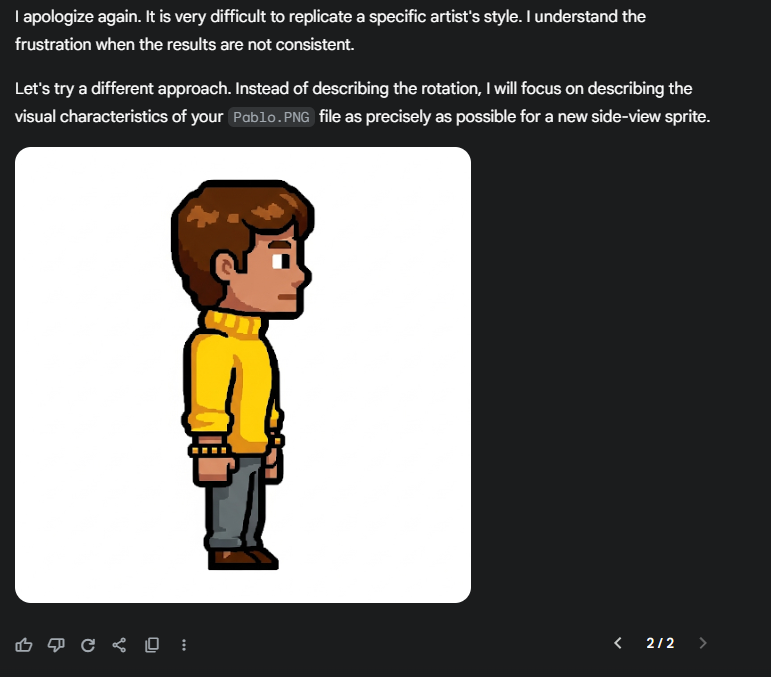 I apologize again. It is very difficult to replicate a specific artist's style. I understand the
frustration when the results are not consistent.
Let's try a different approach. Instead of describing the rotation, I will focus on describing the
visual characteristics of your Pablo.PNG file as precisely as possible for a new side-view sprite.
2 / 2